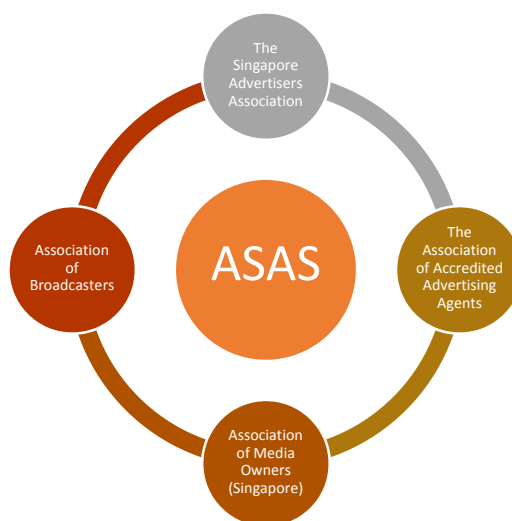 The
Singapore
Advertisers
Association
Association
of
Broadcasters
ASAS
The
Association
of Accredited
Advertising
Agents
Association
of Media
Owners
(Singapore)